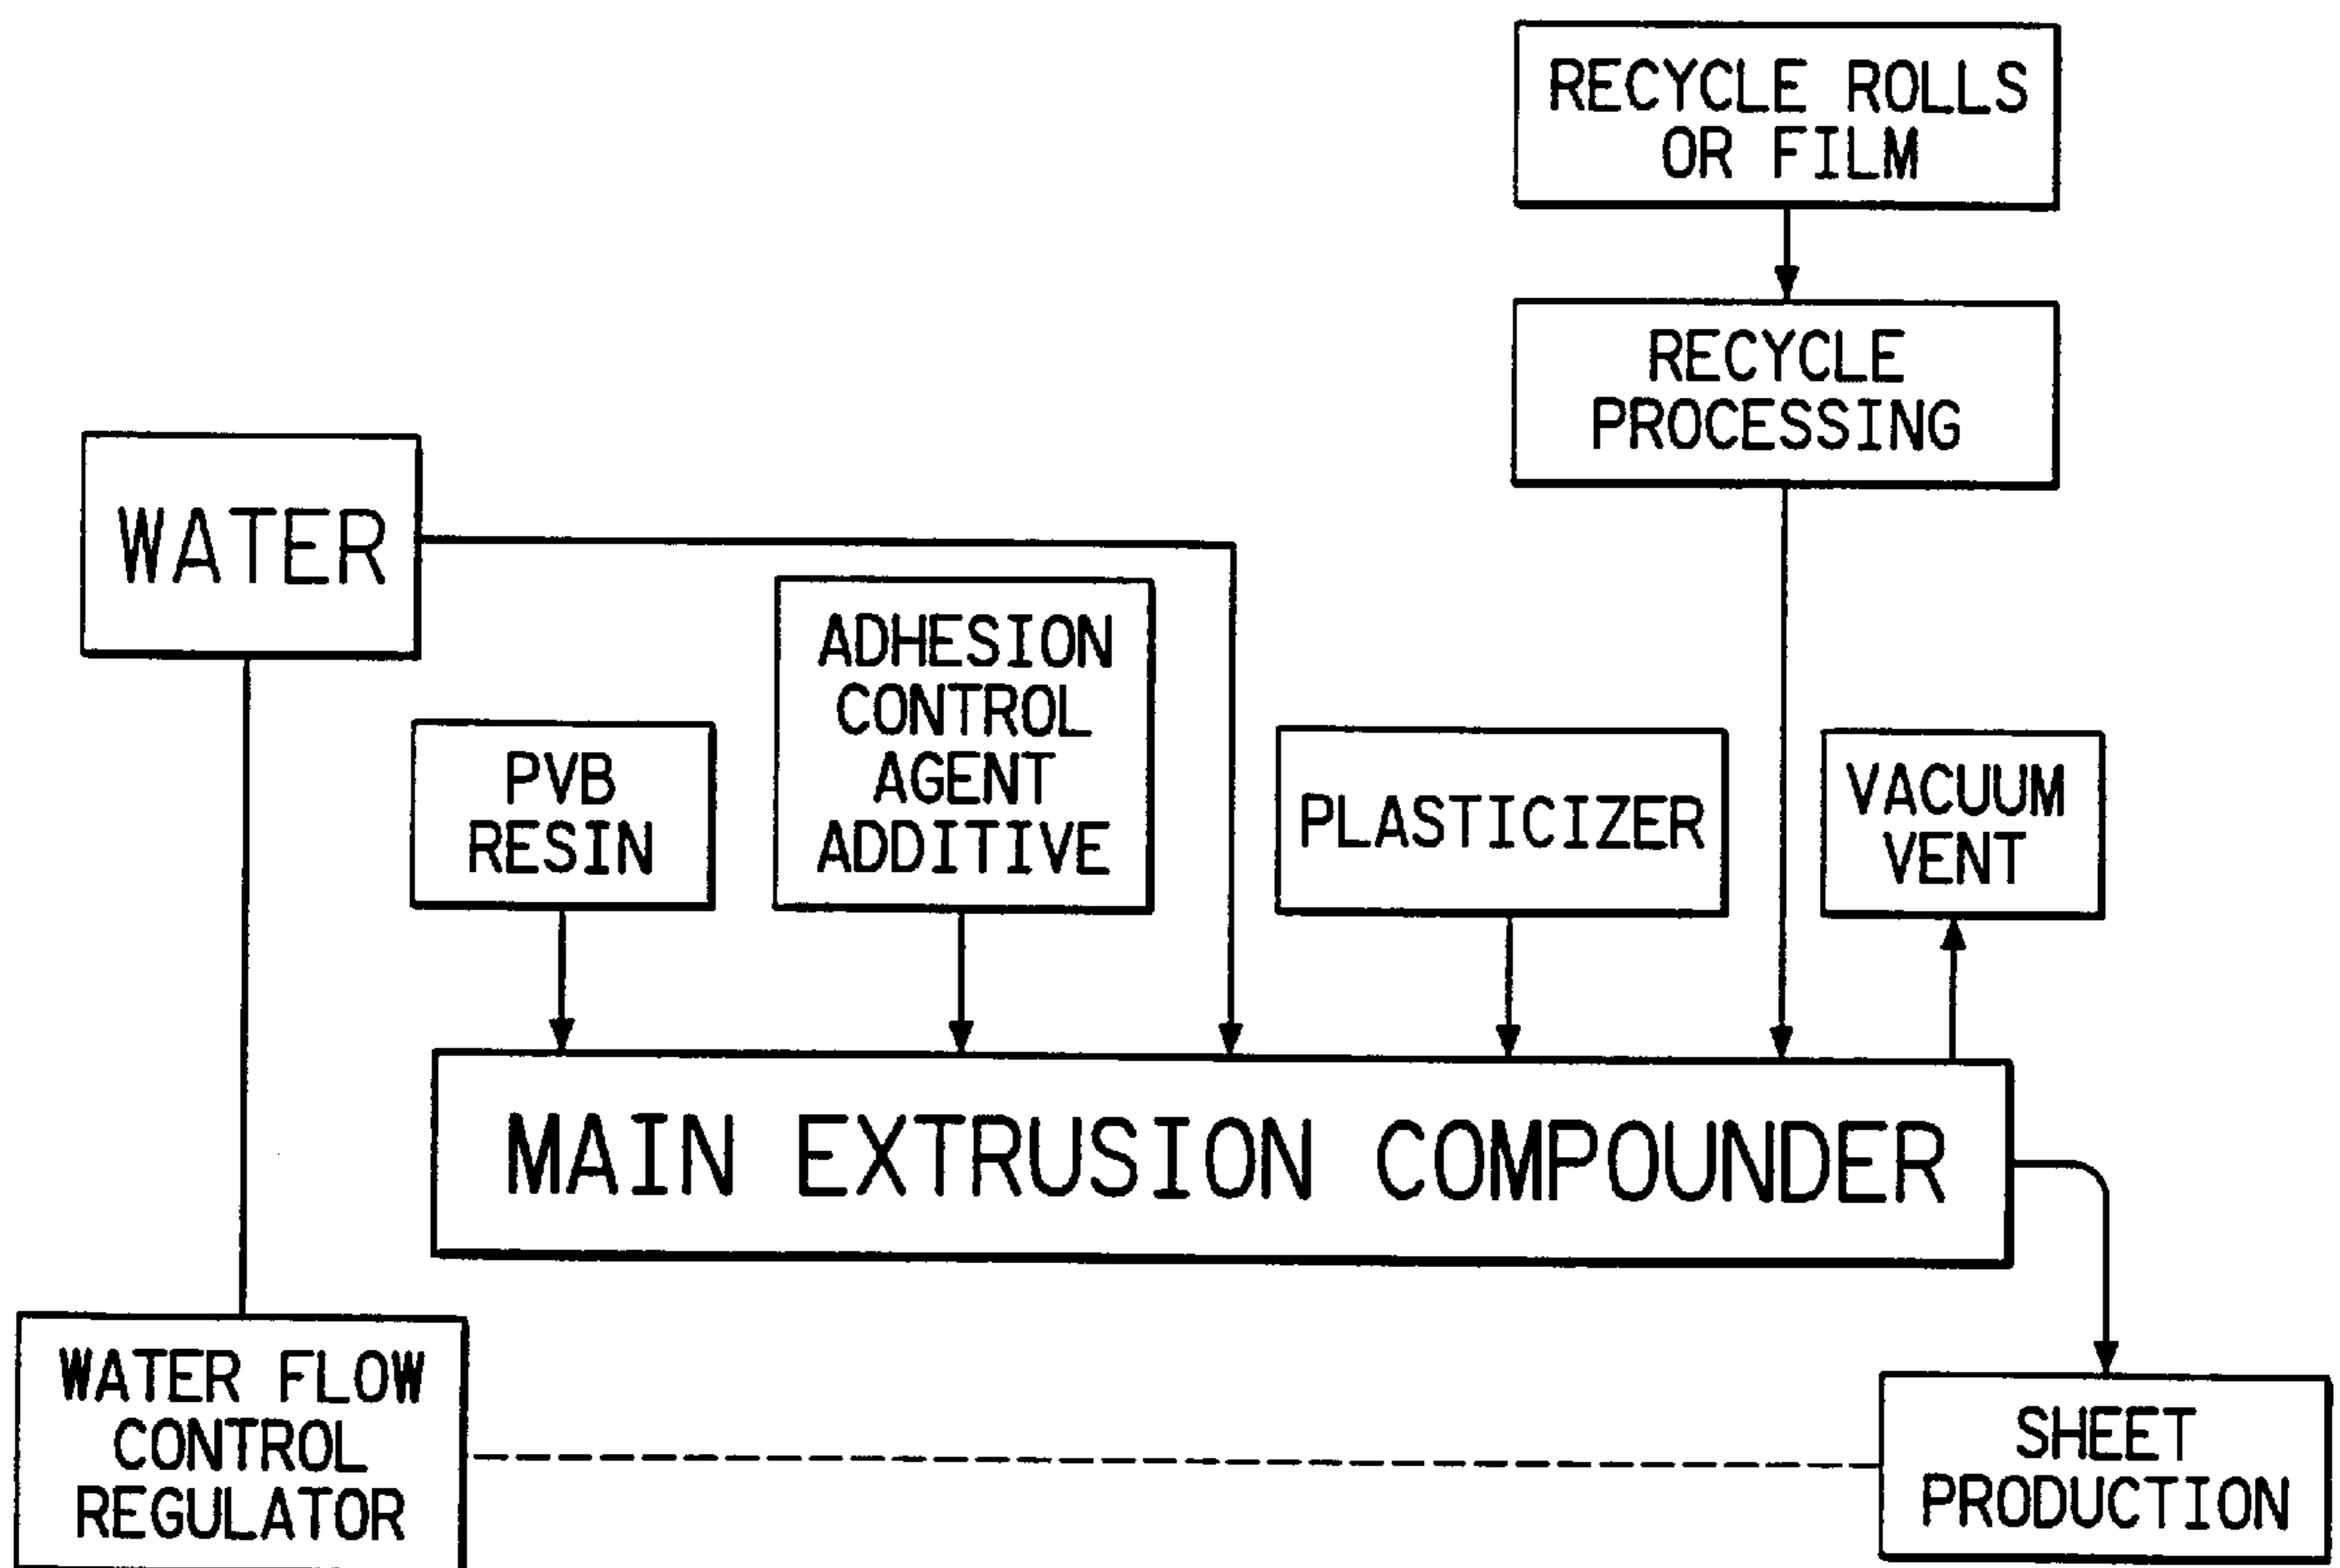 RECYCLE ROLLS
OR FILM
RECYCLE
PROCESSING
WATER
ADHESION
CONTROL
AGENT
ADDITIVE
PVB
RESIN
PLASTICIZER
VACUUM
VENT
MAIN EXTRUSION COMPOUNDER
WATER FLOW
CONTROL
REGULATOR
SHEET
PRODUCTION